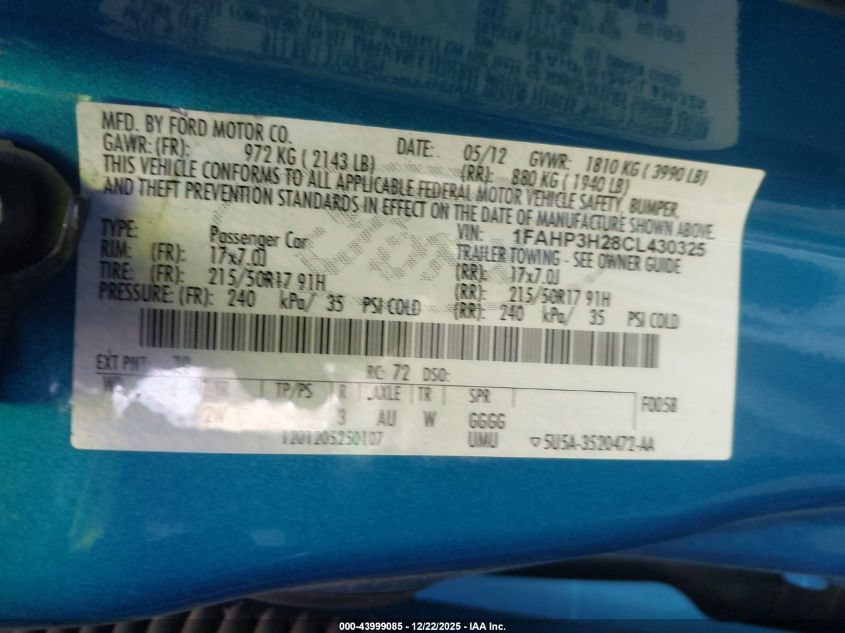 MFD. BY FORD MOTOR CO.
DATE: 05/12 GVWR: 1810 KG ( 3990 LB)
GAWR: (FR): 972 KG ( 2143 LB) (RR): 880 KG ( 1940 LB)
THIS VEHICLE CONFORMS TO ALL APPLICABLE FEDERAL MOTOR VEHICLE SAFETY, BUMPER,
AND THEFT PREVENTION STANDARDS IN EFFECT ON THE DATE OF MANUFACTURE SHOWN ABOVE.
VIN: 1FAHP3H28CL430325
TYPE: Passenger Car TRAILER TOWING - SEE OWNER GUIDE
RIM: (FR): 17x7.0J (RR): 17x7.0J
TIRE: (FR): 215/50R17 91H (RR): 215/50R17 91H
PRESSURE: (FR): 240 kPa/ 35 PSI COLD (RR): 240 kPa/ 35 PSI COLD
EXT PNT: RC: 72 DSO:
TP/PS R AXLE TR SPR F0058
2W 3 AU W GGGG
1201205250107 UMU 5U5A-3520472-AA
000-43999085 - 12/22/2025 - IAA Inc.